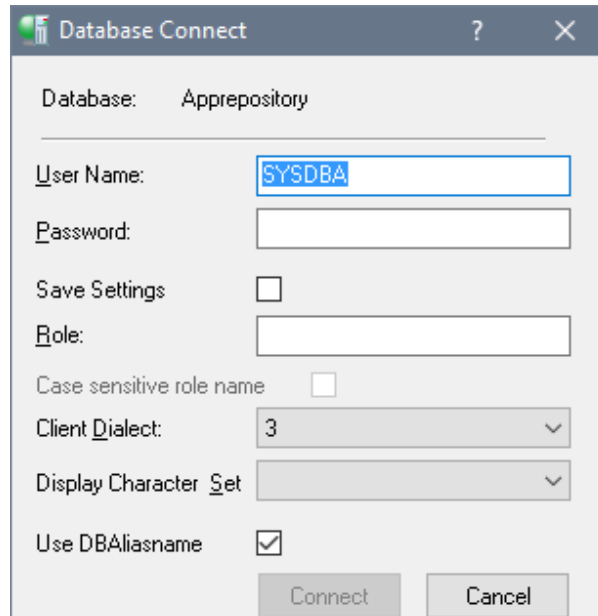 Database Connect ?
Database: Apprepository
User Name: SYSDBA
Password:
Save Settings
Role:
Case sensitive role name
Client Dialect: 3
Display Character Set
Use DBAliasname
Connect Cancel